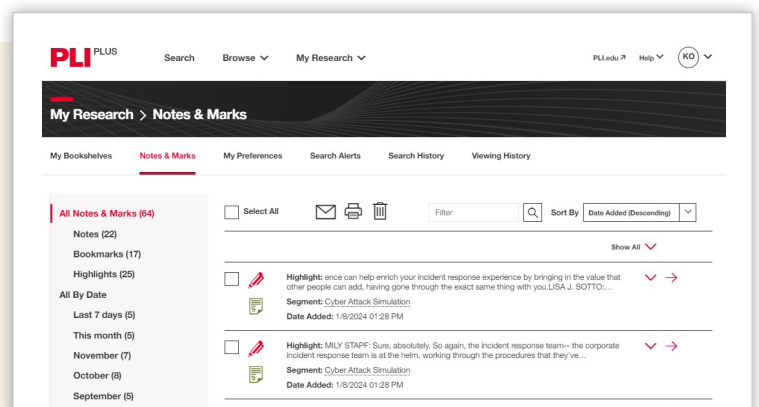 PLI PLUS
Search Browse My Research PLI.edu Help KO
My Research > Notes & Marks
My Bookshelves Notes & Marks My Preferences Search Alerts Search History Viewing History
All Notes & Marks (64)
Notes (22)
Bookmarks (17)
Highlights (25)
All By Date
Last 7 days (5)
This month (5)
November (7)
October (8)
September (5)
Select All Filter Sort By Date Added (Descending)
Show All
Highlight: ence can help enrich your incident response experience by bringing in the value that
other people can add, having gone through the exact same thing with you.LISA J. SOTTO:…
Segment: Cyber Attack Simulation
Date Added: 1/8/2024 01:28 PM
Highlight: MILY STAPF: Sure, absolutely. So again, the incident response team-- the corporate
incident response team is at the helm, working through the procedures that they've…
Segment: Cyber Attack Simulation
Date Added: 1/8/2024 01:28 PM